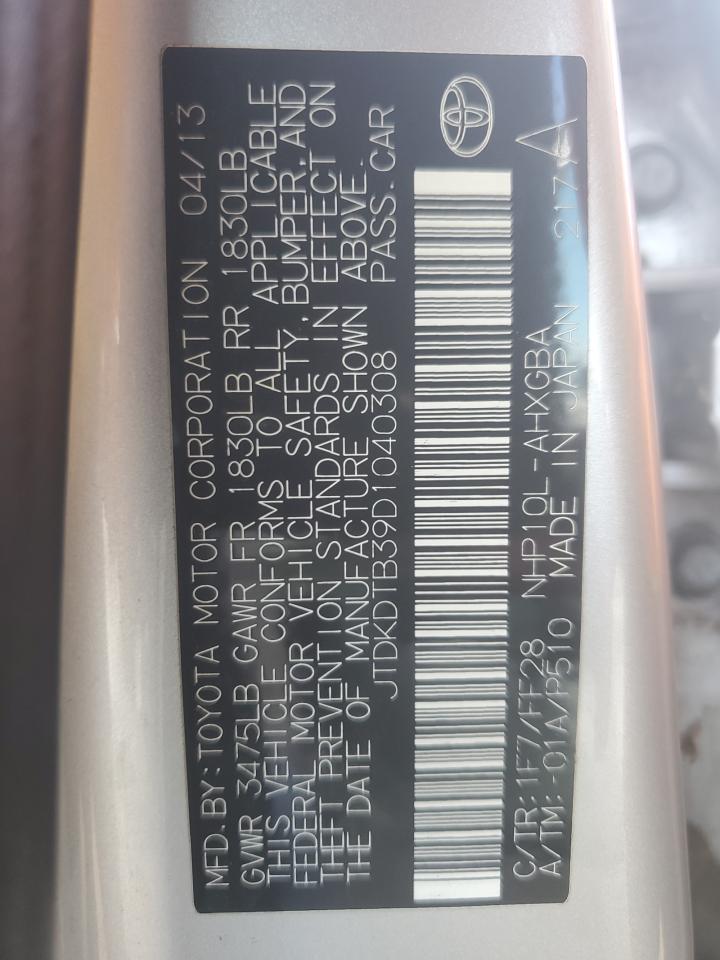 MFD. BY: TOYOTA MOTOR CORPORATION 04/13
GVWR 3475LB GAWR FR 1830LB RR 1830LB
THIS VEHICLE CONFORMS TO ALL APPLICABLE
FEDERAL MOTOR VEHICLE SAFETY, BUMPER, AND
THEFT PREVENTION STANDARDS IN EFFECT ON
THE DATE OF MANUFACTURE SHOWN ABOVE.
JTDKDTB39D1040308 PASS. CAR
C/TR: 1F7/FF28 NHP10L-AHXGBA
A/TM: -01A/P510 MADE IN JAPAN 217A